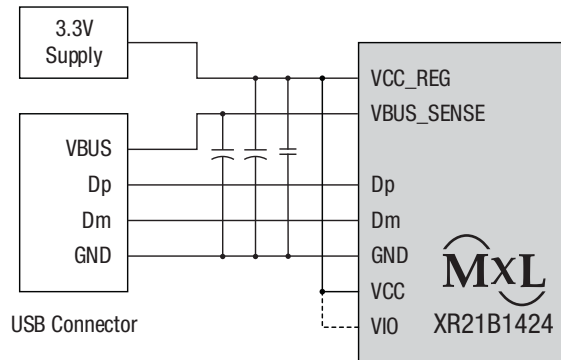 3.3V
Supply
VCC_REG
VBUS_SENSE
VBUS
Dp
Dp
Dm
Dm
GND
GND
MxL
VCC
XR21B1424
VIO
USB Connector